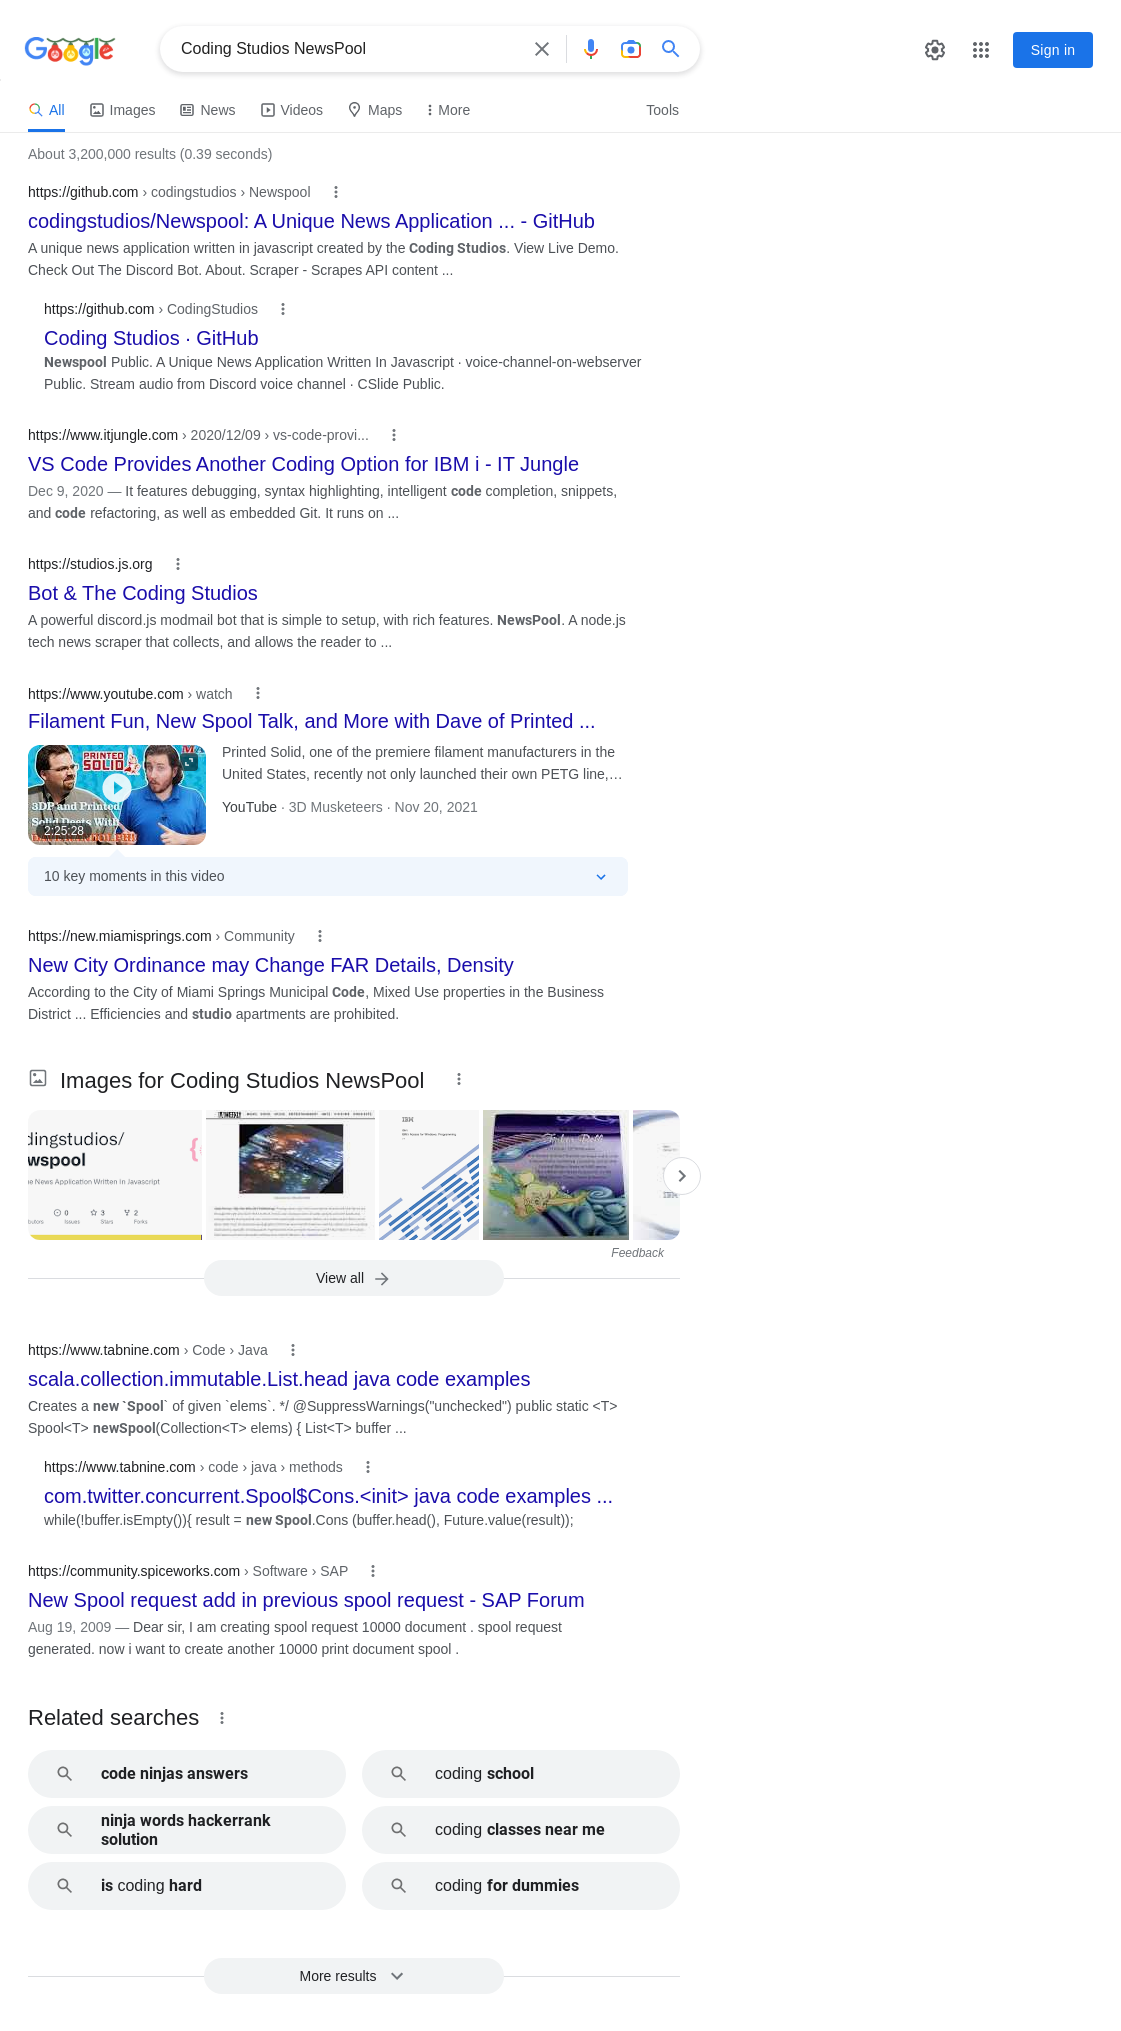 Google
Coding Studios NewsPool
Sign in
All
Images
News
Videos
Maps
More
Tools
About 3,200,000 results (0.39 seconds)
https://github.com › codingstudios › Newspool
codingstudios/Newspool: A Unique News Application ... - GitHub
A unique news application written in javascript created by the Coding Studios. View Live Demo.
Check Out The Discord Bot. About. Scraper - Scrapes API content ...
https://github.com › CodingStudios
Coding Studios · GitHub
Newspool Public. A Unique News Application Written In Javascript · voice-channel-on-webserver
Public. Stream audio from Discord voice channel · CSlide Public.
https://www.itjungle.com › 2020/12/09 › vs-code-provi...
VS Code Provides Another Coding Option for IBM i - IT Jungle
Dec 9, 2020 — It features debugging, syntax highlighting, intelligent code completion, snippets,
and code refactoring, as well as embedded Git. It runs on ...
https://studios.js.org
Bot & The Coding Studios
A powerful discord.js modmail bot that is simple to setup, with rich features. NewsPool. A node.js
tech news scraper that collects, and allows the reader to ...
https://www.youtube.com › watch
Filament Fun, New Spool Talk, and More with Dave of Printed ...
PRINTED
SOLID
3DP and Printed
Solid Deets With
2:25:28
Printed Solid, one of the premiere filament manufacturers in the
United States, recently not only launched their own PETG line,…
YouTube · 3D Musketeers · Nov 20, 2021
10 key moments in this video
https://new.miamisprings.com › Community
New City Ordinance may Change FAR Details, Density
According to the City of Miami Springs Municipal Code, Mixed Use properties in the Business
District ... Efficiencies and studio apartments are prohibited.
Images for Coding Studios NewsPool
dingstudios/
wspool
e News Application Written In Javascript
0
3
2
butors
Issues
Stars
Forks
WEEKLY
IBM
Tinker Bell
IBM
Feedback
View all
https://www.tabnine.com › Code › Java
scala.collection.immutable.List.head java code examples
Creates a new `Spool` of given `elems`. */ @SuppressWarnings("unchecked") public static <T>
Spool<T> newSpool(Collection<T> elems) { List<T> buffer ...
https://www.tabnine.com › code › java › methods
com.twitter.concurrent.Spool$Cons.<init> java code examples ...
while(!buffer.isEmpty()){ result = new Spool.Cons (buffer.head(), Future.value(result));
https://community.spiceworks.com › Software › SAP
New Spool request add in previous spool request - SAP Forum
Aug 19, 2009 — Dear sir, I am creating spool request 10000 document . spool request
generated. now i want to create another 10000 print document spool .
Related searches
code ninjas answers
coding school
ninja words hackerrank
solution
coding classes near me
is coding hard
coding for dummies
More results